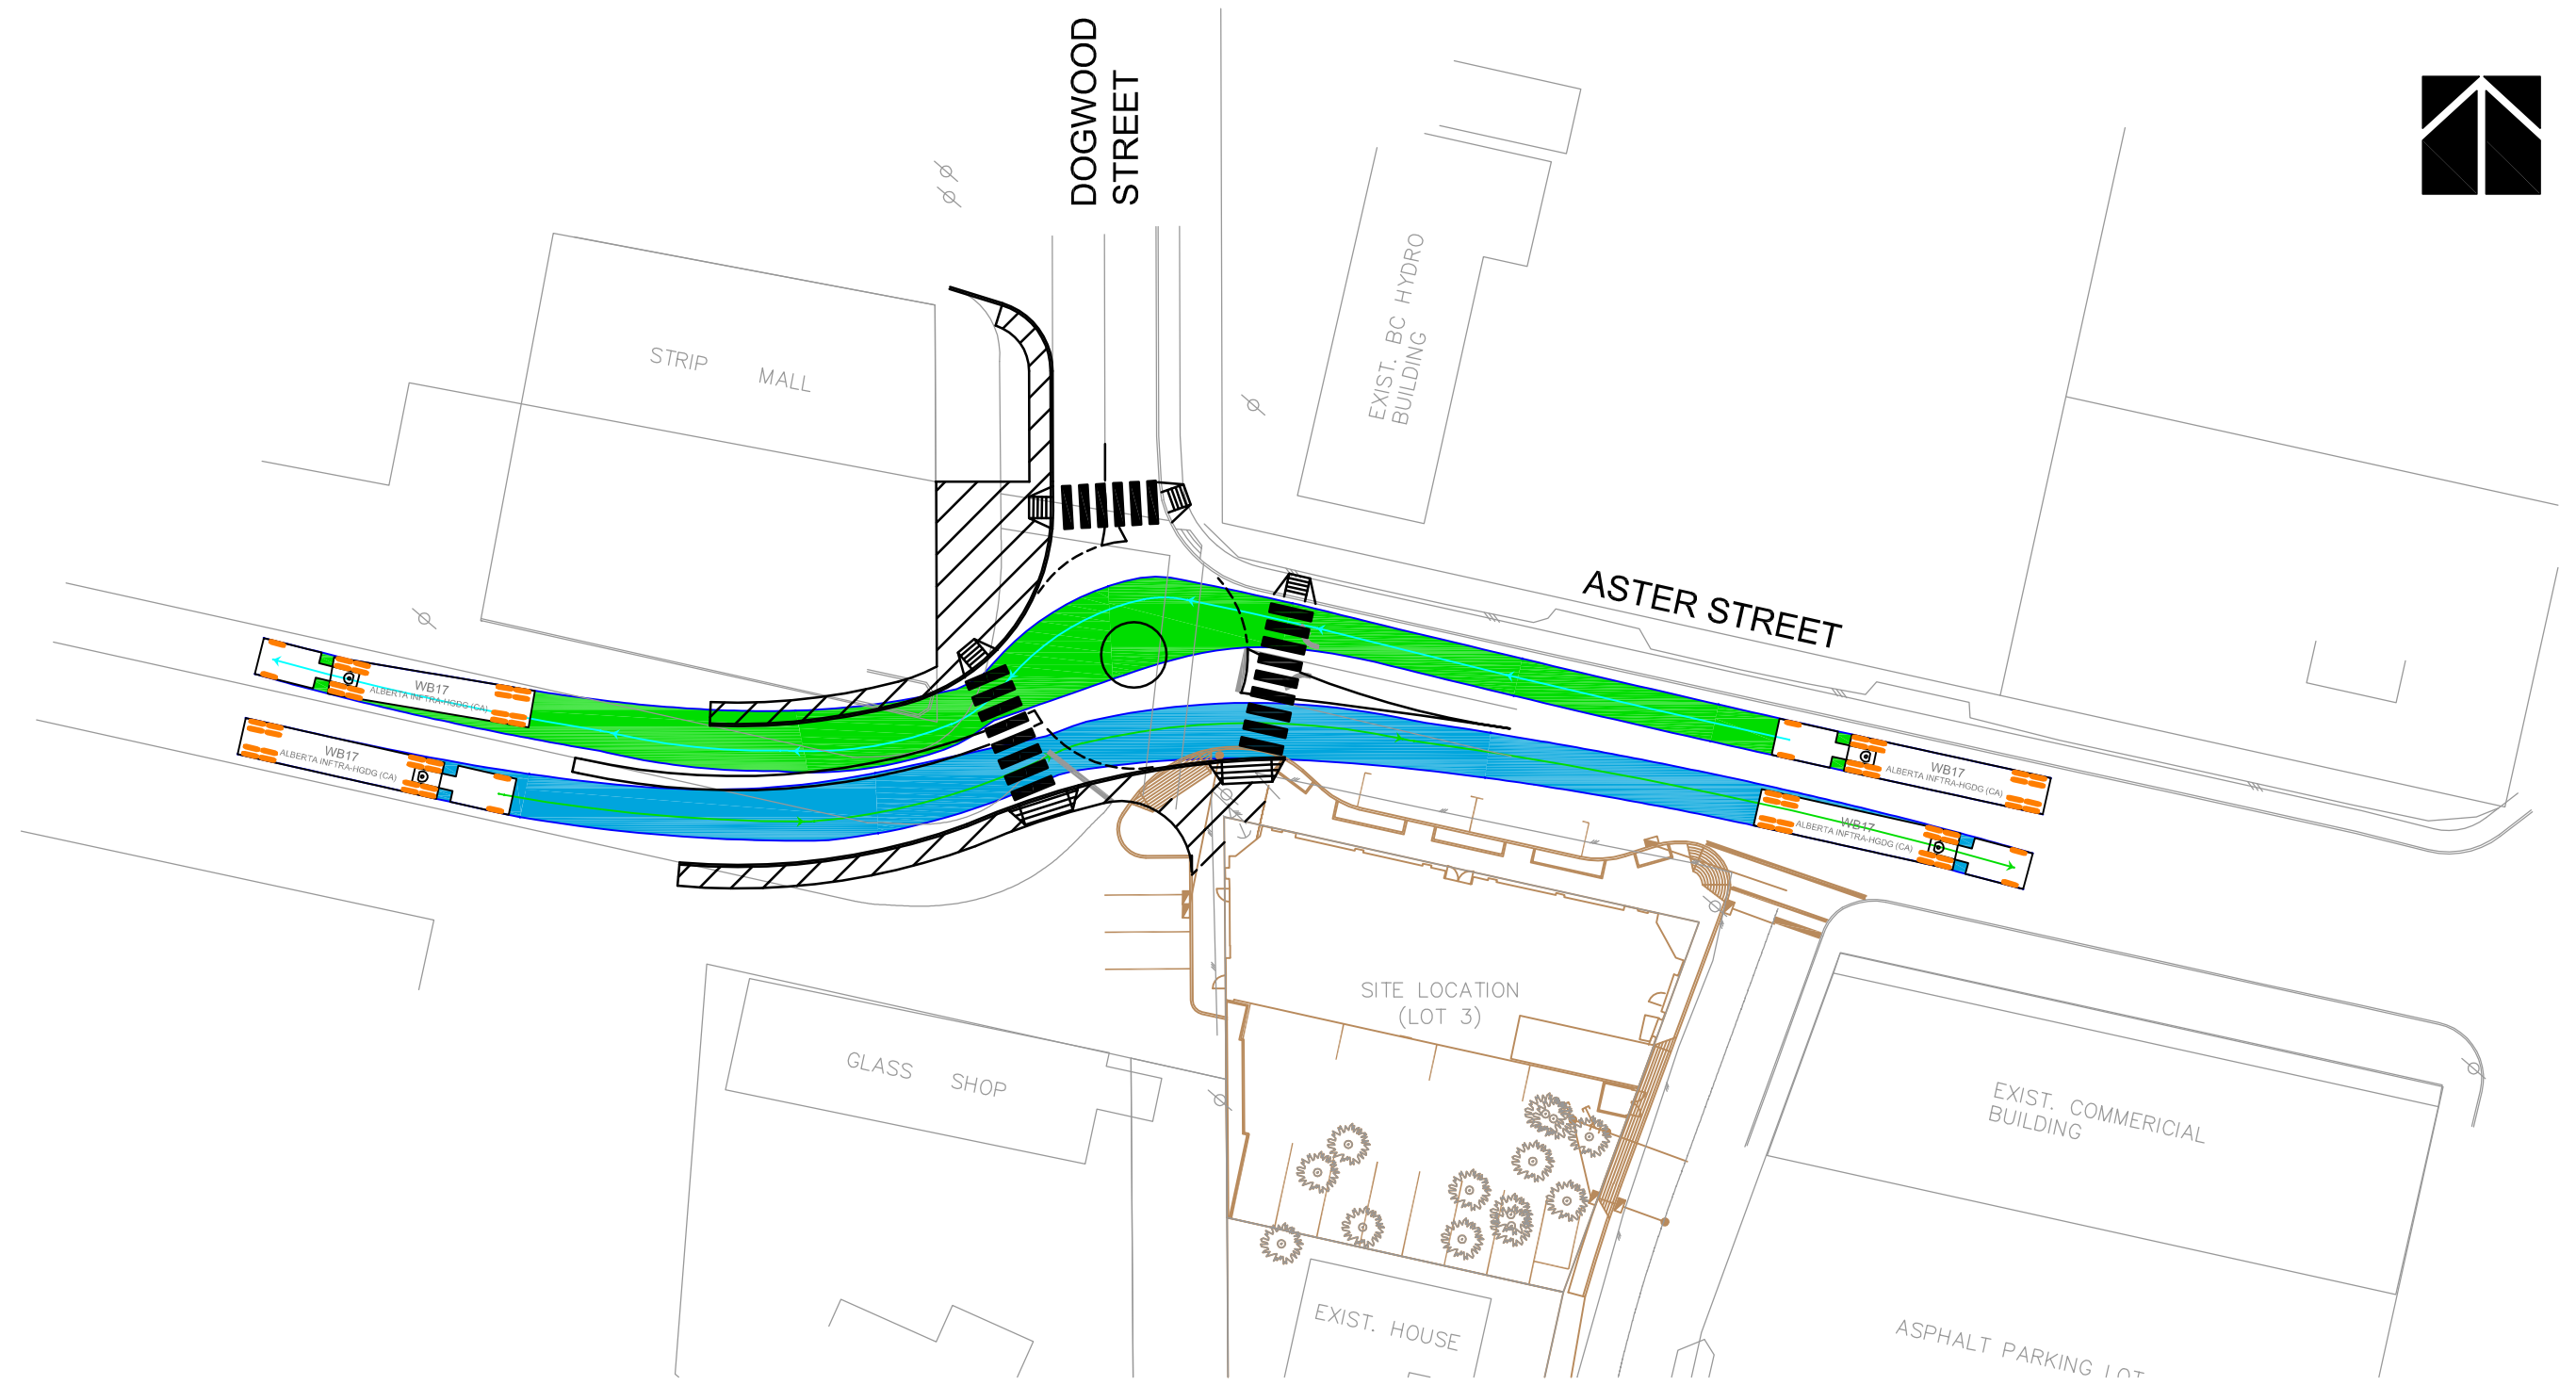 DOGWOOD
STREET
EXIST. BC HYDRO
BUILDING
STRIP MALL
ASTER STREET
WB17
ALBERTA INFTRA-HGDG (CA)
WB17
ALBERTA INFTRA-HGDG (CA)
WB17
ALBERTA INFTRA-HGDG (CA)
WB17
ALBERTA INFTRA-HGDG (CA)
SITE LOCATION
(LOT 3)
GLASS SHOP
EXIST. COMMERICIAL
BUILDING
EXIST. HOUSE
ASPHALT PARKING LOT